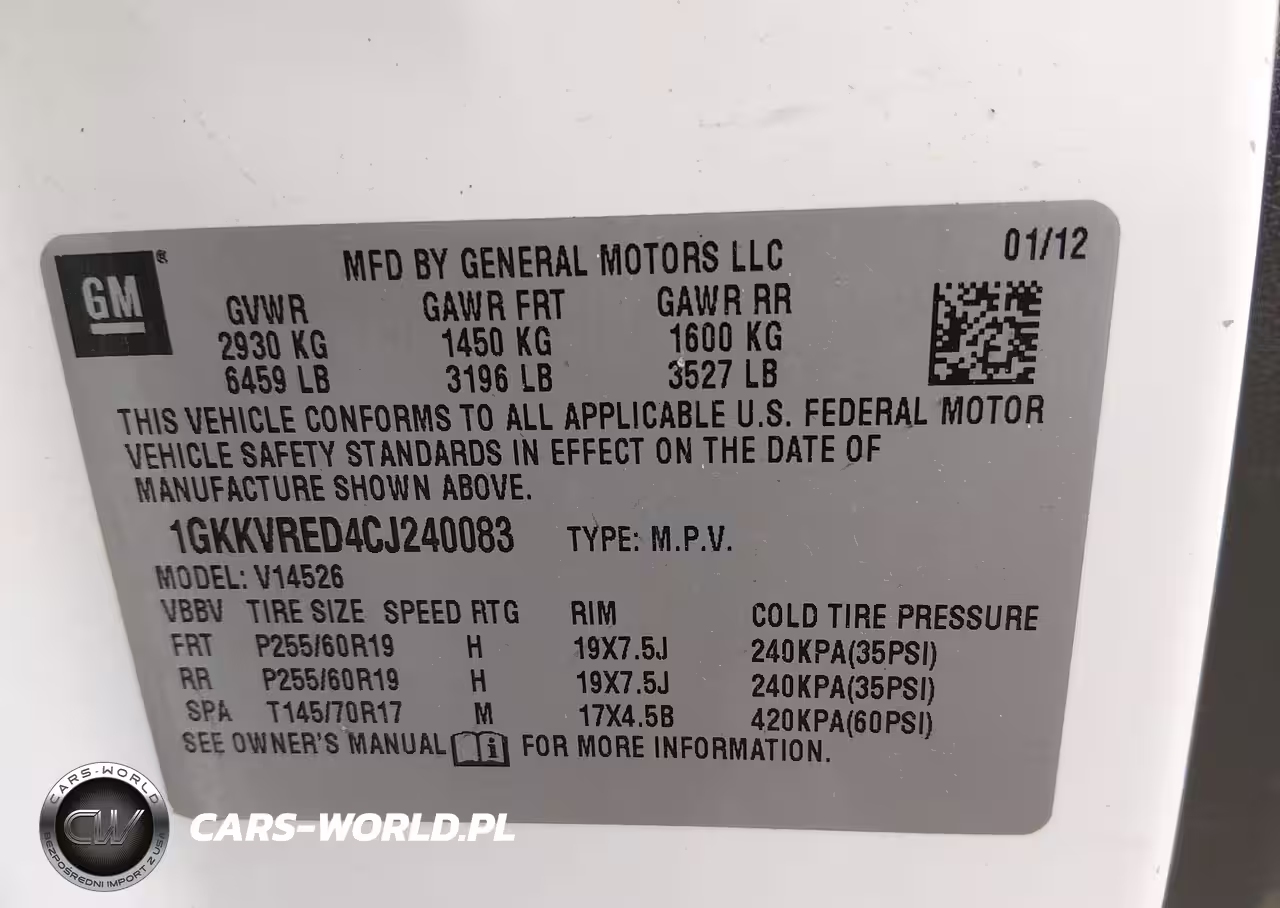 GM ®
MFD BY GENERAL MOTORS LLC 01/12
GVWR GAWR FRT GAWR RR
2930 KG 1450 KG 1600 KG
6459 LB 3196 LB 3527 LB
THIS VEHICLE CONFORMS TO ALL APPLICABLE U.S. FEDERAL MOTOR
VEHICLE SAFETY STANDARDS IN EFFECT ON THE DATE OF
MANUFACTURE SHOWN ABOVE.
1GKKVRED4CJ240083 TYPE: M.P.V.
MODEL: V14526
VBBV TIRE SIZE SPEED RTG RIM COLD TIRE PRESSURE
FRT P255/60R19 H 19X7.5J 240KPA(35PSI)
RR P255/60R19 H 19X7.5J 240KPA(35PSI)
SPA T145/70R17 M 17X4.5B 420KPA(60PSI)
SEE OWNER'S MANUAL i FOR MORE INFORMATION.
CARS-WORLD
CW
BEZPOŚREDNI IMPORT Z USA
CARS-WORLD.PL